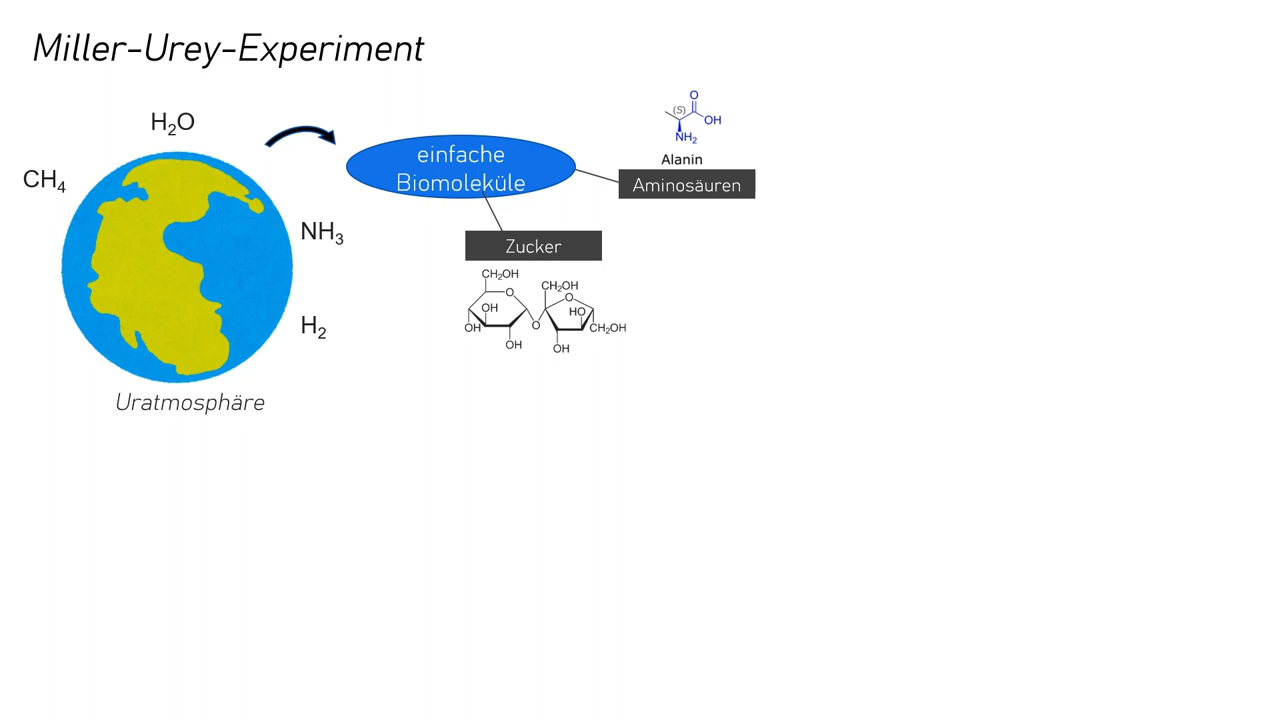 Miller-Urey-Experiment
H₂O
CH₄
NH₃
H₂
Uratmosphäre
einfache
Biomoleküle
O
(S)
OH
NH₂
Alanin
Aminosäuren
Zucker
CH₂OH
CH₂OH
O
O
OH
HO
OH
O
CH₂OH
OH
OH